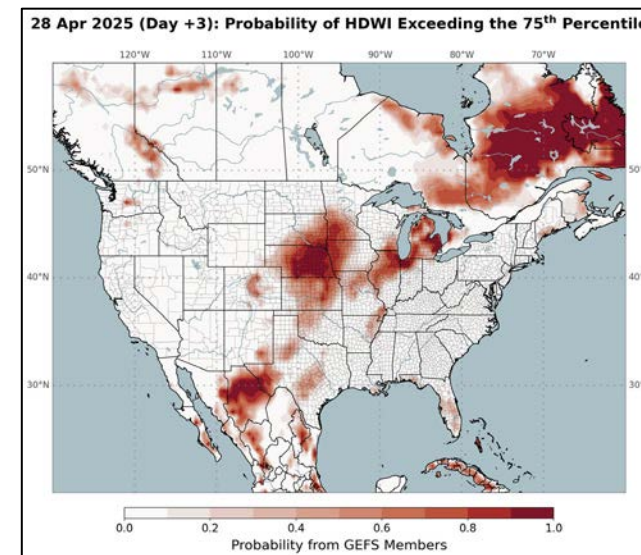 28 Apr 2025 (Day +3): Probability of HDWI Exceeding the 75th Percentile
120°W 110°W 100°W 90°W 80°W 70°W
50°N 50°
40°N 40°
30°N 30°
0.0 0.2 0.4 0.6 0.8 1.0
Probability from GEFS Members